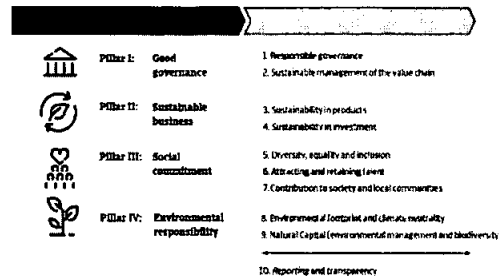 Pillar I: Good governance
1. Responsible governance
2. Sustainable management of the value chain
Pillar II: Sustainable business
3. Sustainability in products
4. Sustainability in investment
Pillar III: Social commitment
5. Diversity, equality and inclusion
6. Attracting and retaining talent
7. Contribution to society and local communities
Pillar IV: Environmental responsibility
8. Environmental footprint and climate neutrality
9. Natural Capital (environmental management and biodiversity
10. Reporting and transparency